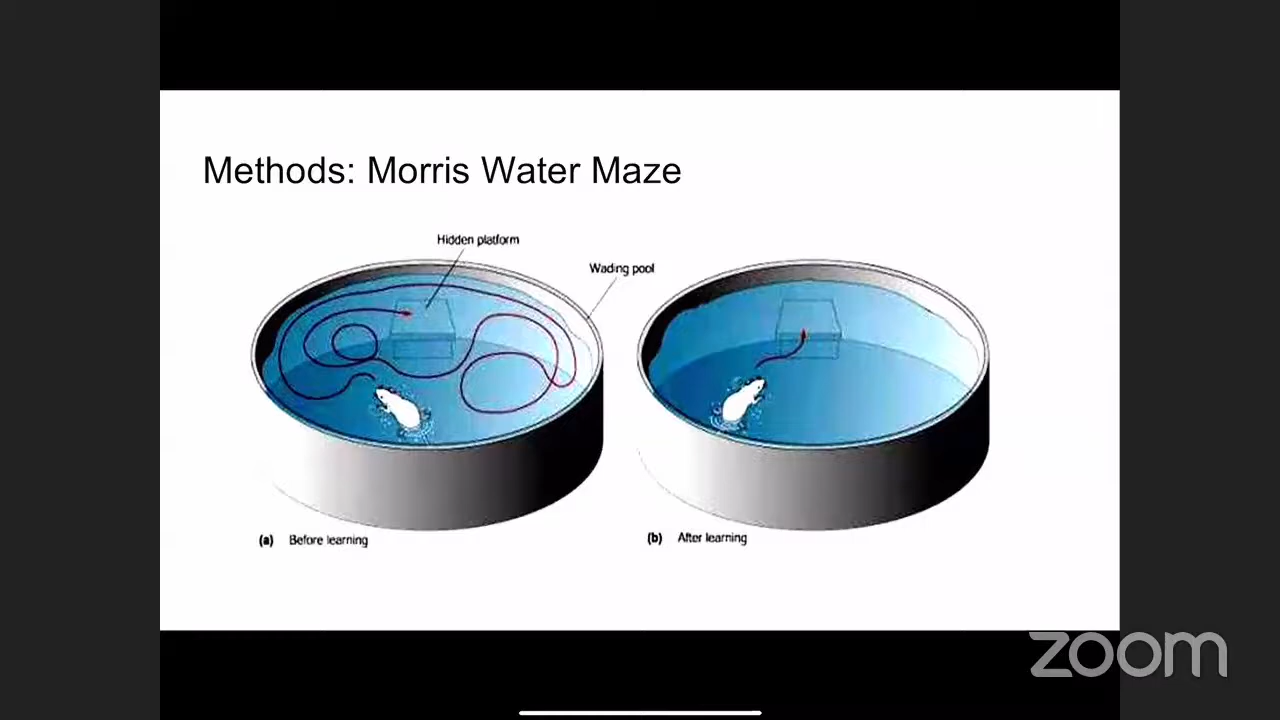 Methods: Morris Water Maze
Hidden platform
Wading pool
(a) Before learning
(b) After learning
zoom